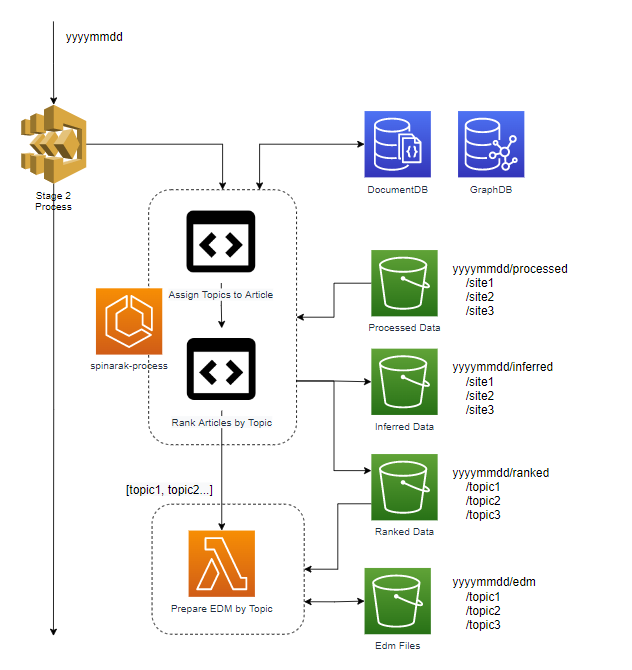 yyyymmdd
Stage 2
Process
DocumentDB
GraphDB
Assign Topics to Article
spinarak-process
Rank Articles by Topic
Processed Data
yyyymmdd/processed
/site1
/site2
/site3
Inferred Data
yyyymmdd/inferred
/site1
/site2
/site3
Ranked Data
yyyymmdd/ranked
/topic1
/topic2
/topic3
[topic1, topic2...]
Prepare EDM by Topic
Edm Files
yyyymmdd/edm
/topic1
/topic2
/topic3